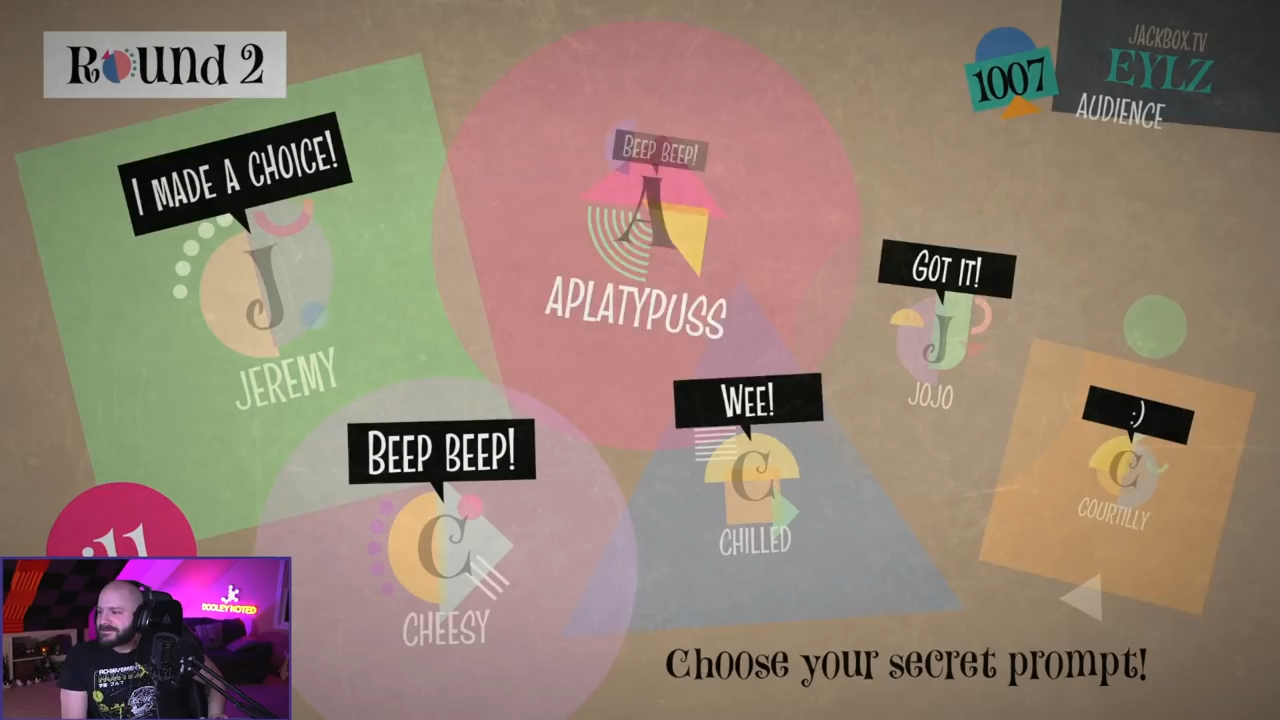 Round 2
JACKBOX.TV
EYLZ
1007
AUDIENCE
I MADE A CHOICE!
J
JEREMY
BEEP BEEP!
A
APLATYPUSS
GOT IT!
J
JOJO
BEEP BEEP!
C
CHEESY
WEE!
C
CHILLED
:)
C
COURTILLY
DOOLEYNOTED
Choose your secret prompt!